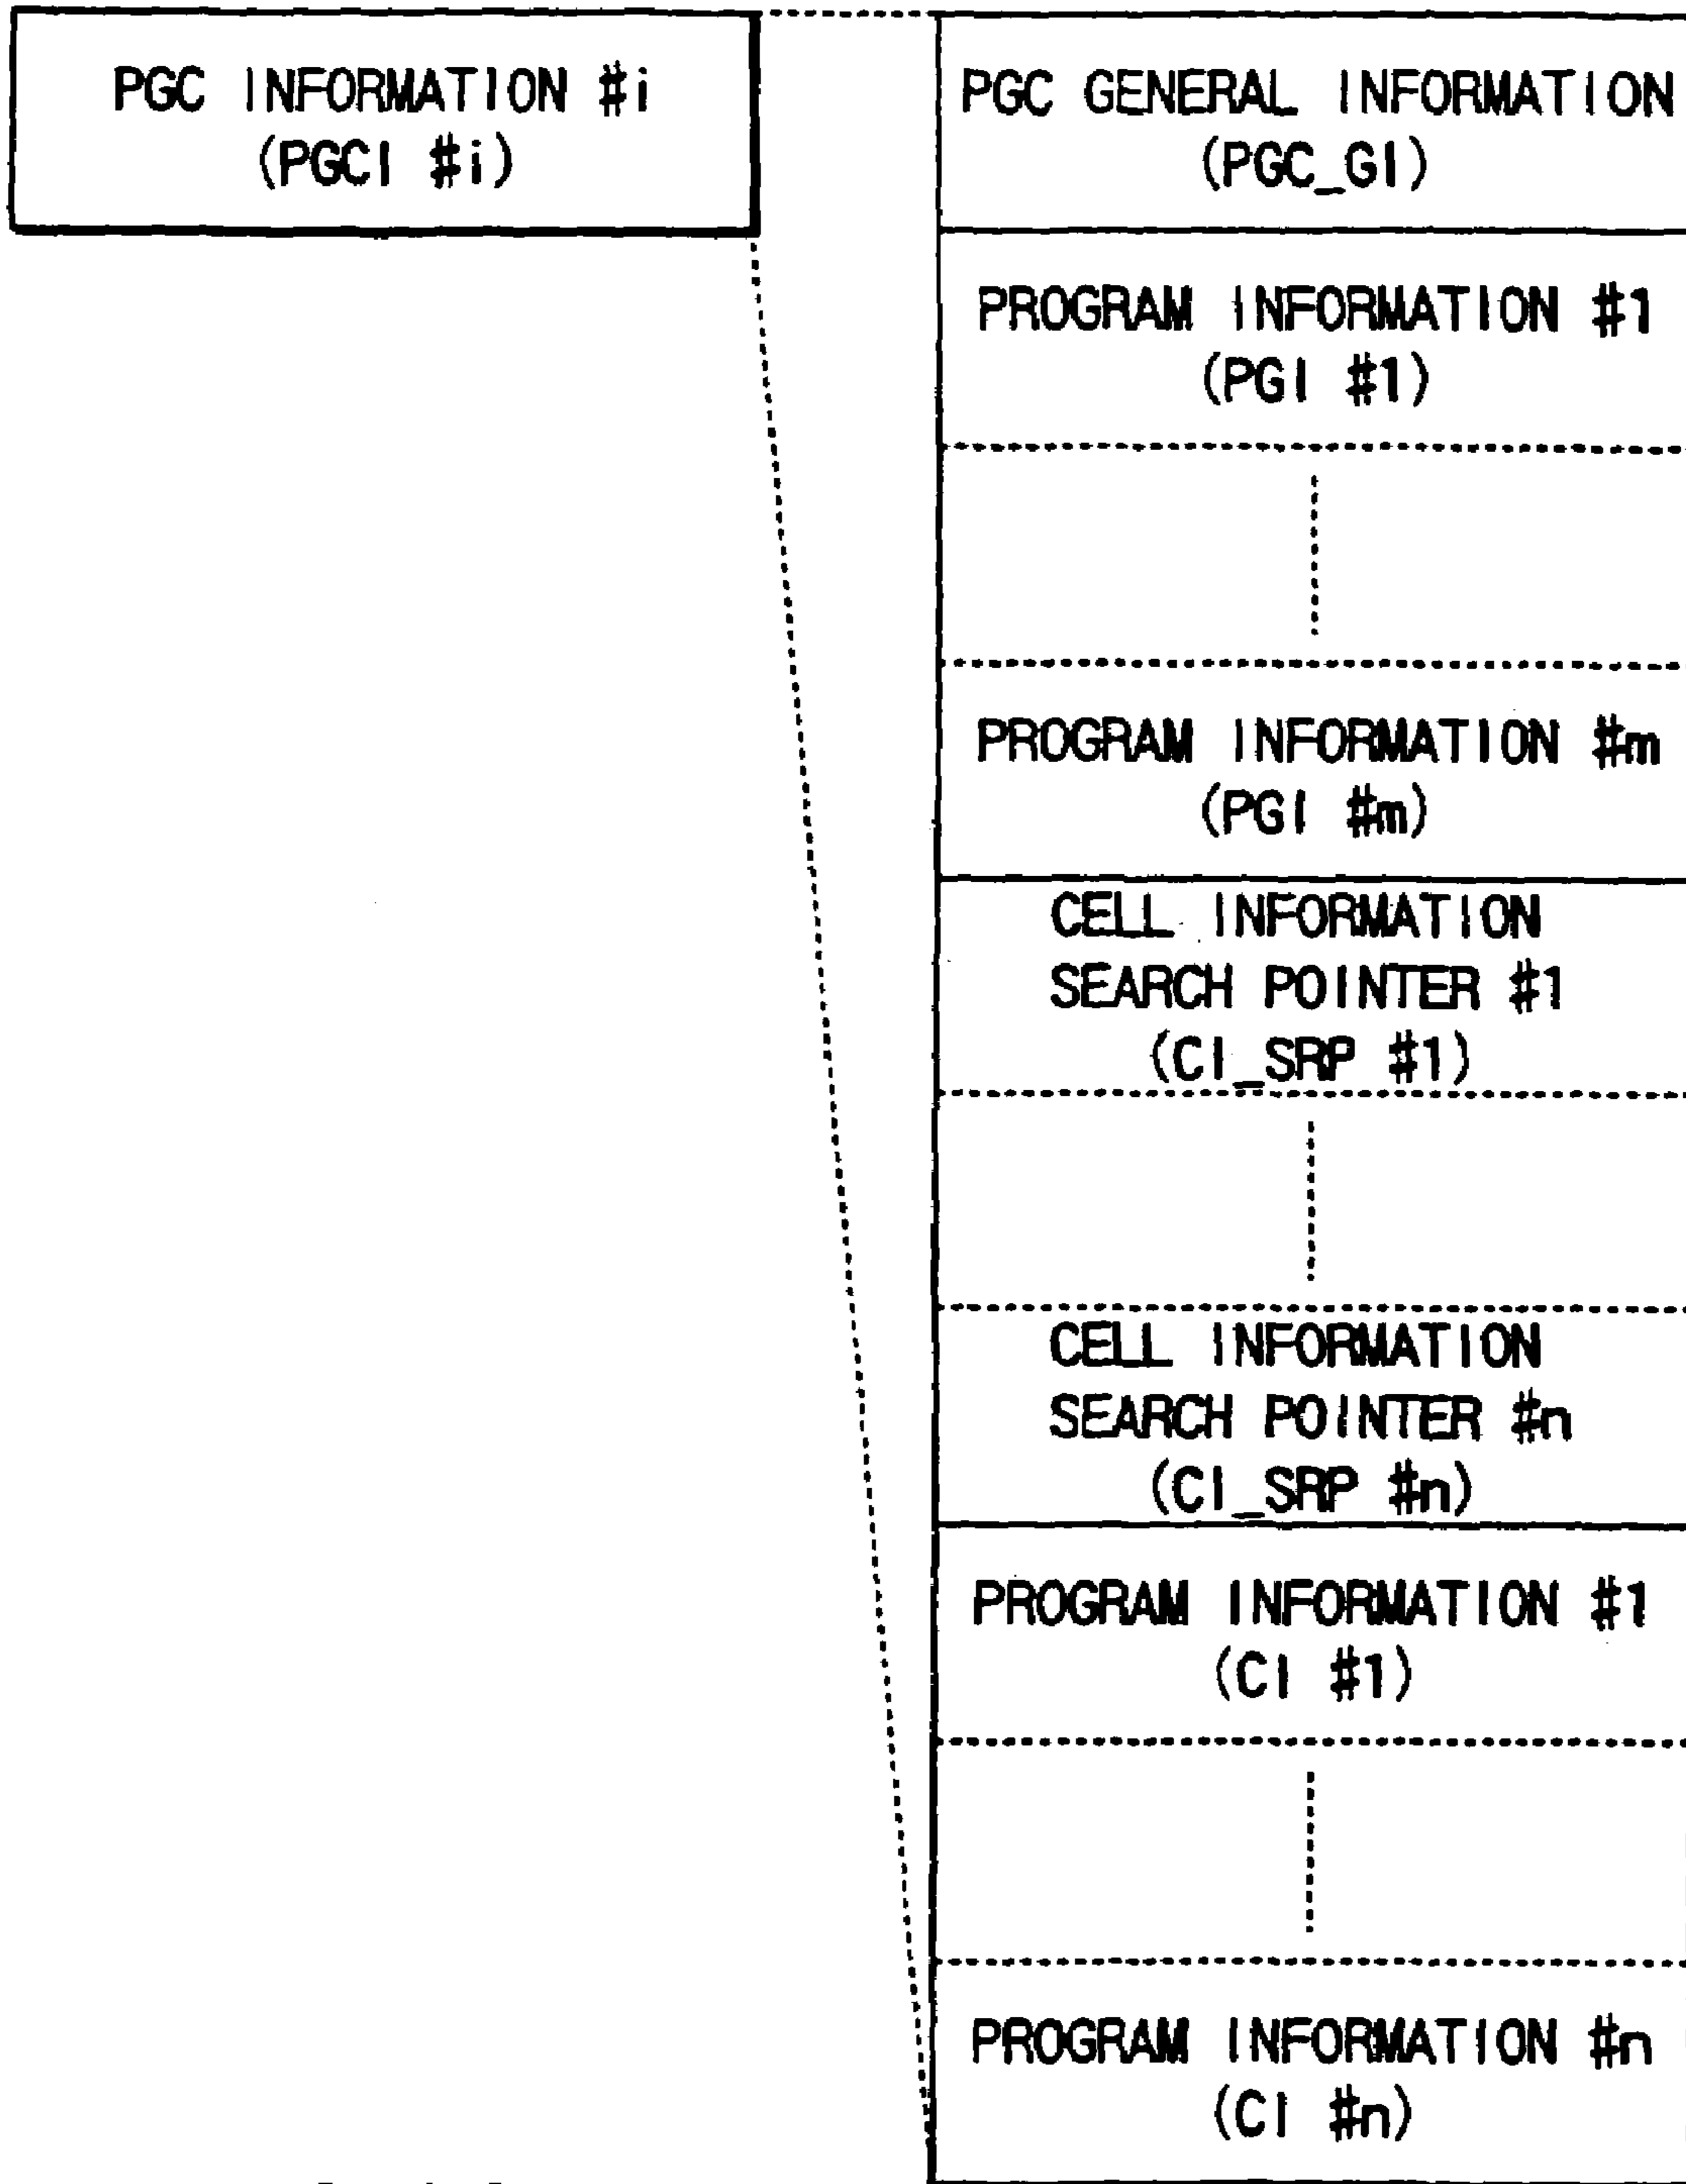 PGC INFORMATION #i
(PGCI #i)
PGC GENERAL INFORMATION
(PGC_GI)
PROGRAM INFORMATION #1
(PGI #1)
PROGRAM INFORMATION #m
(PGI #m)
CELL INFORMATION
SEARCH POINTER #1
(CI_SRP #1)
CELL INFORMATION
SEARCH POINTER #n
(CI_SRP #n)
PROGRAM INFORMATION #1
(CI #1)
PROGRAM INFORMATION #n
(CI #n)